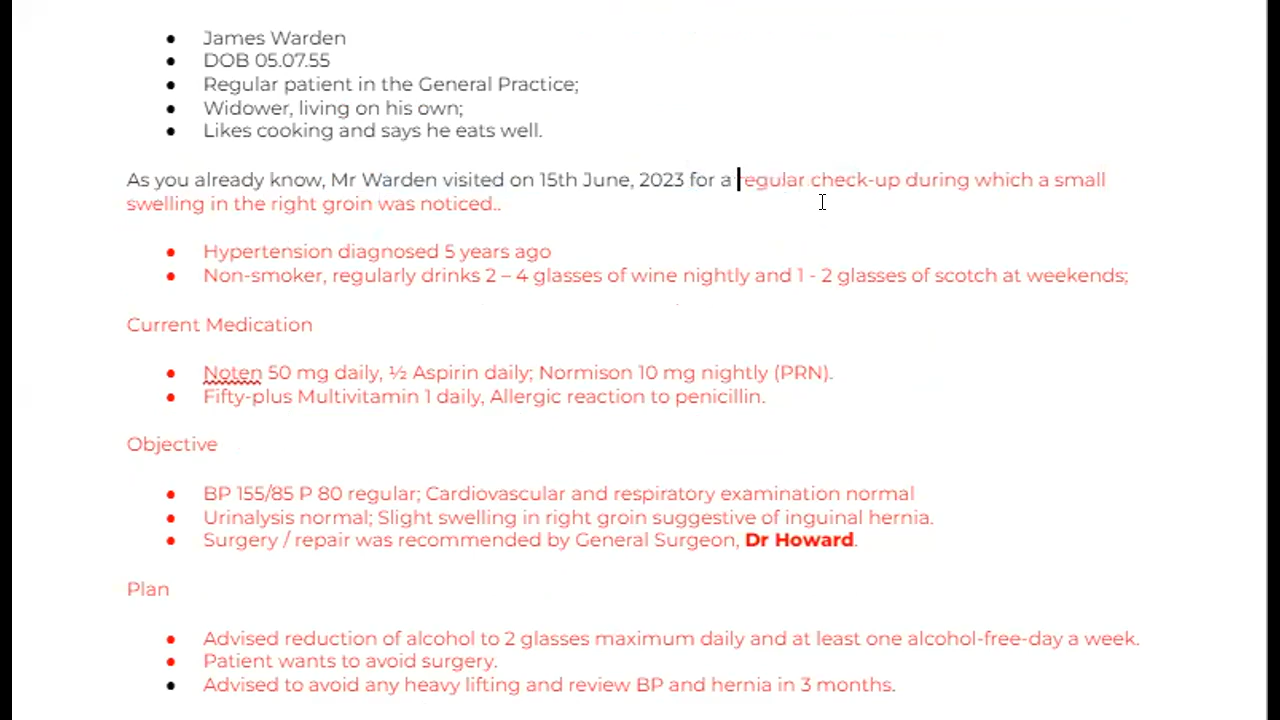 ● James Warden
● DOB 05.07.55
● Regular patient in the General Practice;
● Widower, living on his own;
● Likes cooking and says he eats well.
As you already know, Mr Warden visited on 15th June, 2023 for a regular check-up during which a small
swelling in the right groin was noticed..
● Hypertension diagnosed 5 years ago
● Non-smoker, regularly drinks 2 – 4 glasses of wine nightly and 1 - 2 glasses of scotch at weekends;
Current Medication
● Noten 50 mg daily, ½ Aspirin daily; Normison 10 mg nightly (PRN).
● Fifty-plus Multivitamin 1 daily, Allergic reaction to penicillin.
Objective
● BP 155/85 P 80 regular; Cardiovascular and respiratory examination normal
● Urinalysis normal; Slight swelling in right groin suggestive of inguinal hernia.
● Surgery / repair was recommended by General Surgeon, Dr Howard.
Plan
● Advised reduction of alcohol to 2 glasses maximum daily and at least one alcohol-free-day a week.
● Patient wants to avoid surgery.
● Advised to avoid any heavy lifting and review BP and hernia in 3 months.